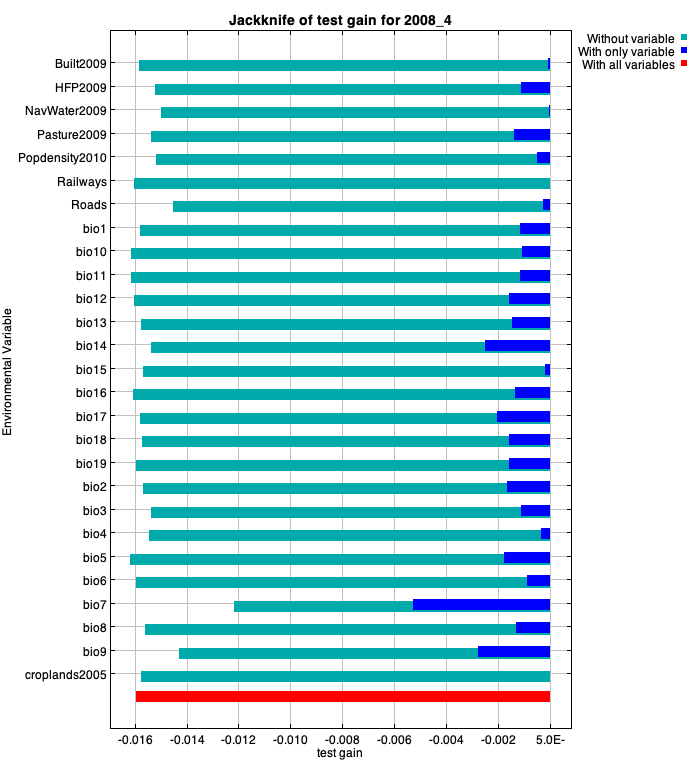 Jackknife of test gain for 2008_4
Without variable
With only variable
With all variables
Environmental Variable
Built2009
HFP2009
NavWater2009
Pasture2009
Popdensity2010
Railways
Roads
bio1
bio10
bio11
bio12
bio13
bio14
bio15
bio16
bio17
bio18
bio19
bio2
bio3
bio4
bio5
bio6
bio7
bio8
bio9
croplands2005
-0.016 -0.014 -0.012 -0.010 -0.008 -0.006 -0.004 -0.002 5.0E-
test gain